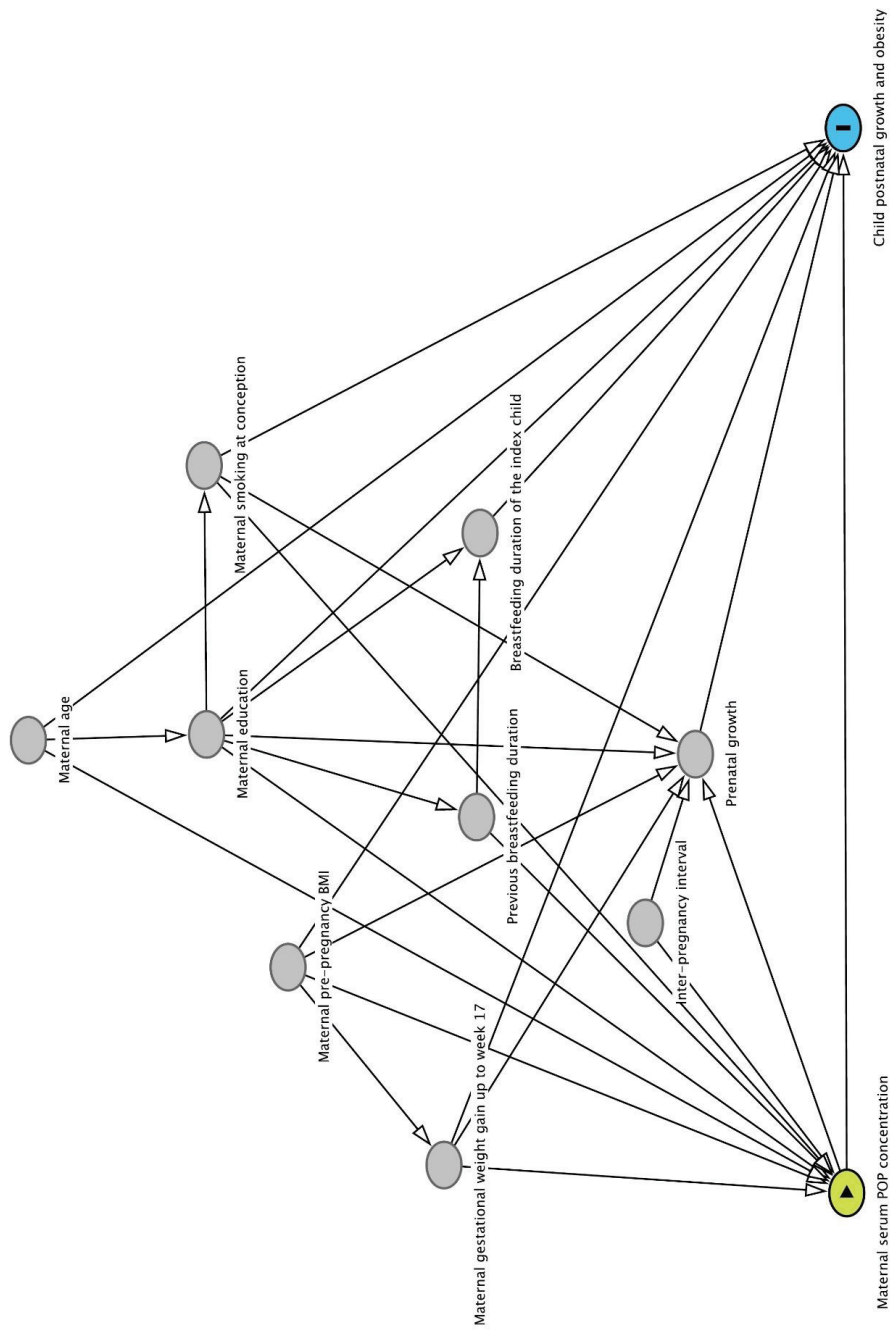 Maternal age
Maternal smoking at conception
Maternal education
Maternal pre-pregnancy BMI
Breastfeeding duration of the index child
Previous breastfeeding duration
Maternal gestational weight gain up to week 17
Inter-pregnancy interval
Prenatal growth
Maternal serum POP concentration
Child postnatal growth and obesity